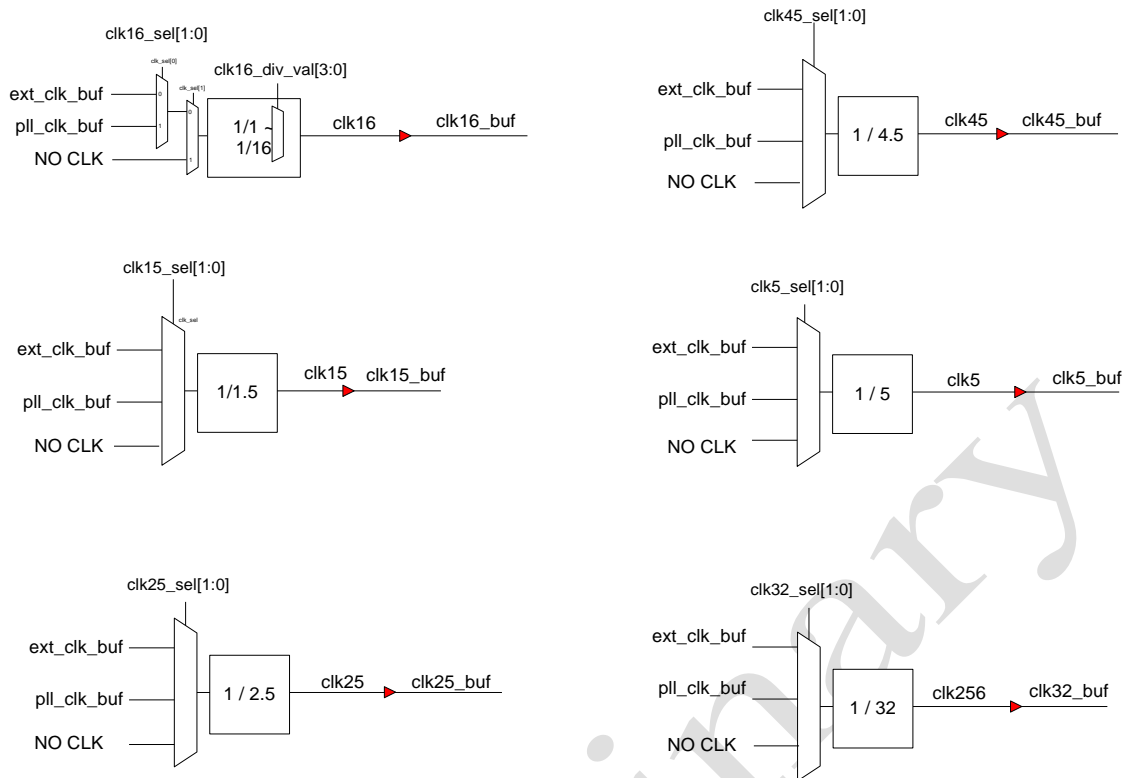 clk16_sel[1:0]
clk_sel[0]
clk_sel[1]
clk16_div_val[3:0]
ext_clk_buf
0
pll_clk_buf
1
0
NO CLK
1
1/1 ~
1/16
clk16
clk16_buf
clk45_sel[1:0]
ext_clk_buf
pll_clk_buf
NO CLK
1 / 4.5
clk45
clk45_buf
clk15_sel[1:0]
clk_sel
ext_clk_buf
pll_clk_buf
NO CLK
1/1.5
clk15
clk15_buf
clk5_sel[1:0]
ext_clk_buf
pll_clk_buf
NO CLK
1 / 5
clk5
clk5_buf
clk25_sel[1:0]
ext_clk_buf
pll_clk_buf
NO CLK
1 / 2.5
clk25
clk25_buf
clk32_sel[1:0]
ext_clk_buf
pll_clk_buf
NO CLK
1 / 32
clk256
clk32_buf
inary